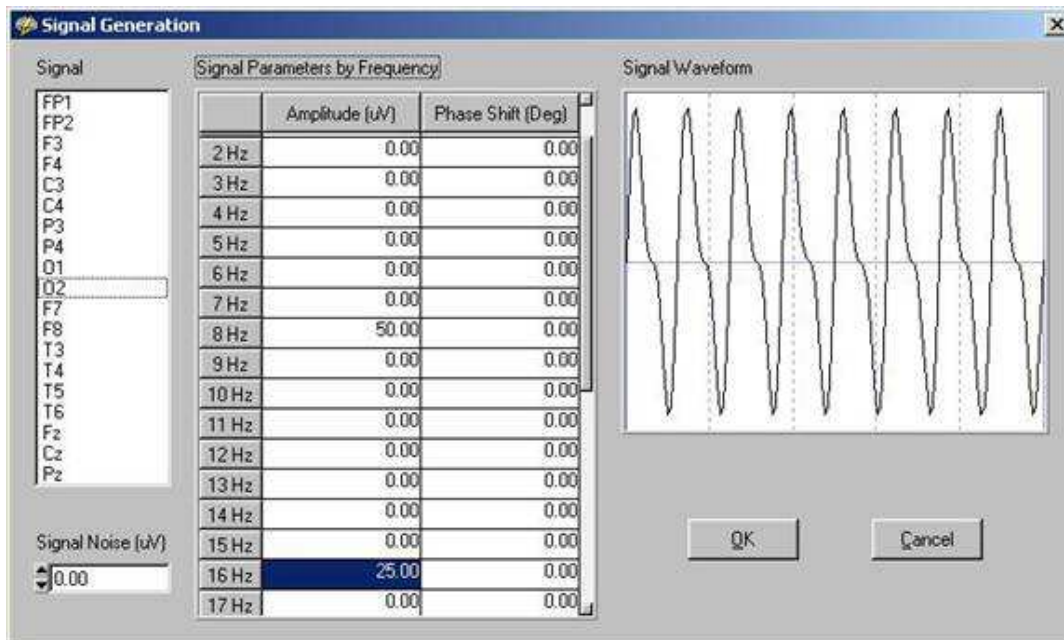 Signal Generation
Signal
FP1
FP2
F3
F4
C3
C4
P3
P4
O1
O2
F7
F8
T3
T4
T5
T6
Fz
Cz
Pz
Signal Noise (uV)
0.00
Signal Parameters by Frequency
Amplitude (uV) Phase Shift (Deg)
2 Hz 0.00 0.00
3 Hz 0.00 0.00
4 Hz 0.00 0.00
5 Hz 0.00 0.00
6 Hz 0.00 0.00
7 Hz 0.00 0.00
8 Hz 50.00 0.00
9 Hz 0.00 0.00
10 Hz 0.00 0.00
11 Hz 0.00 0.00
12 Hz 0.00 0.00
13 Hz 0.00 0.00
14 Hz 0.00 0.00
15 Hz 0.00 0.00
16 Hz 25.00 0.00
17 Hz 0.00 0.00
Signal Waveform
OK
Cancel